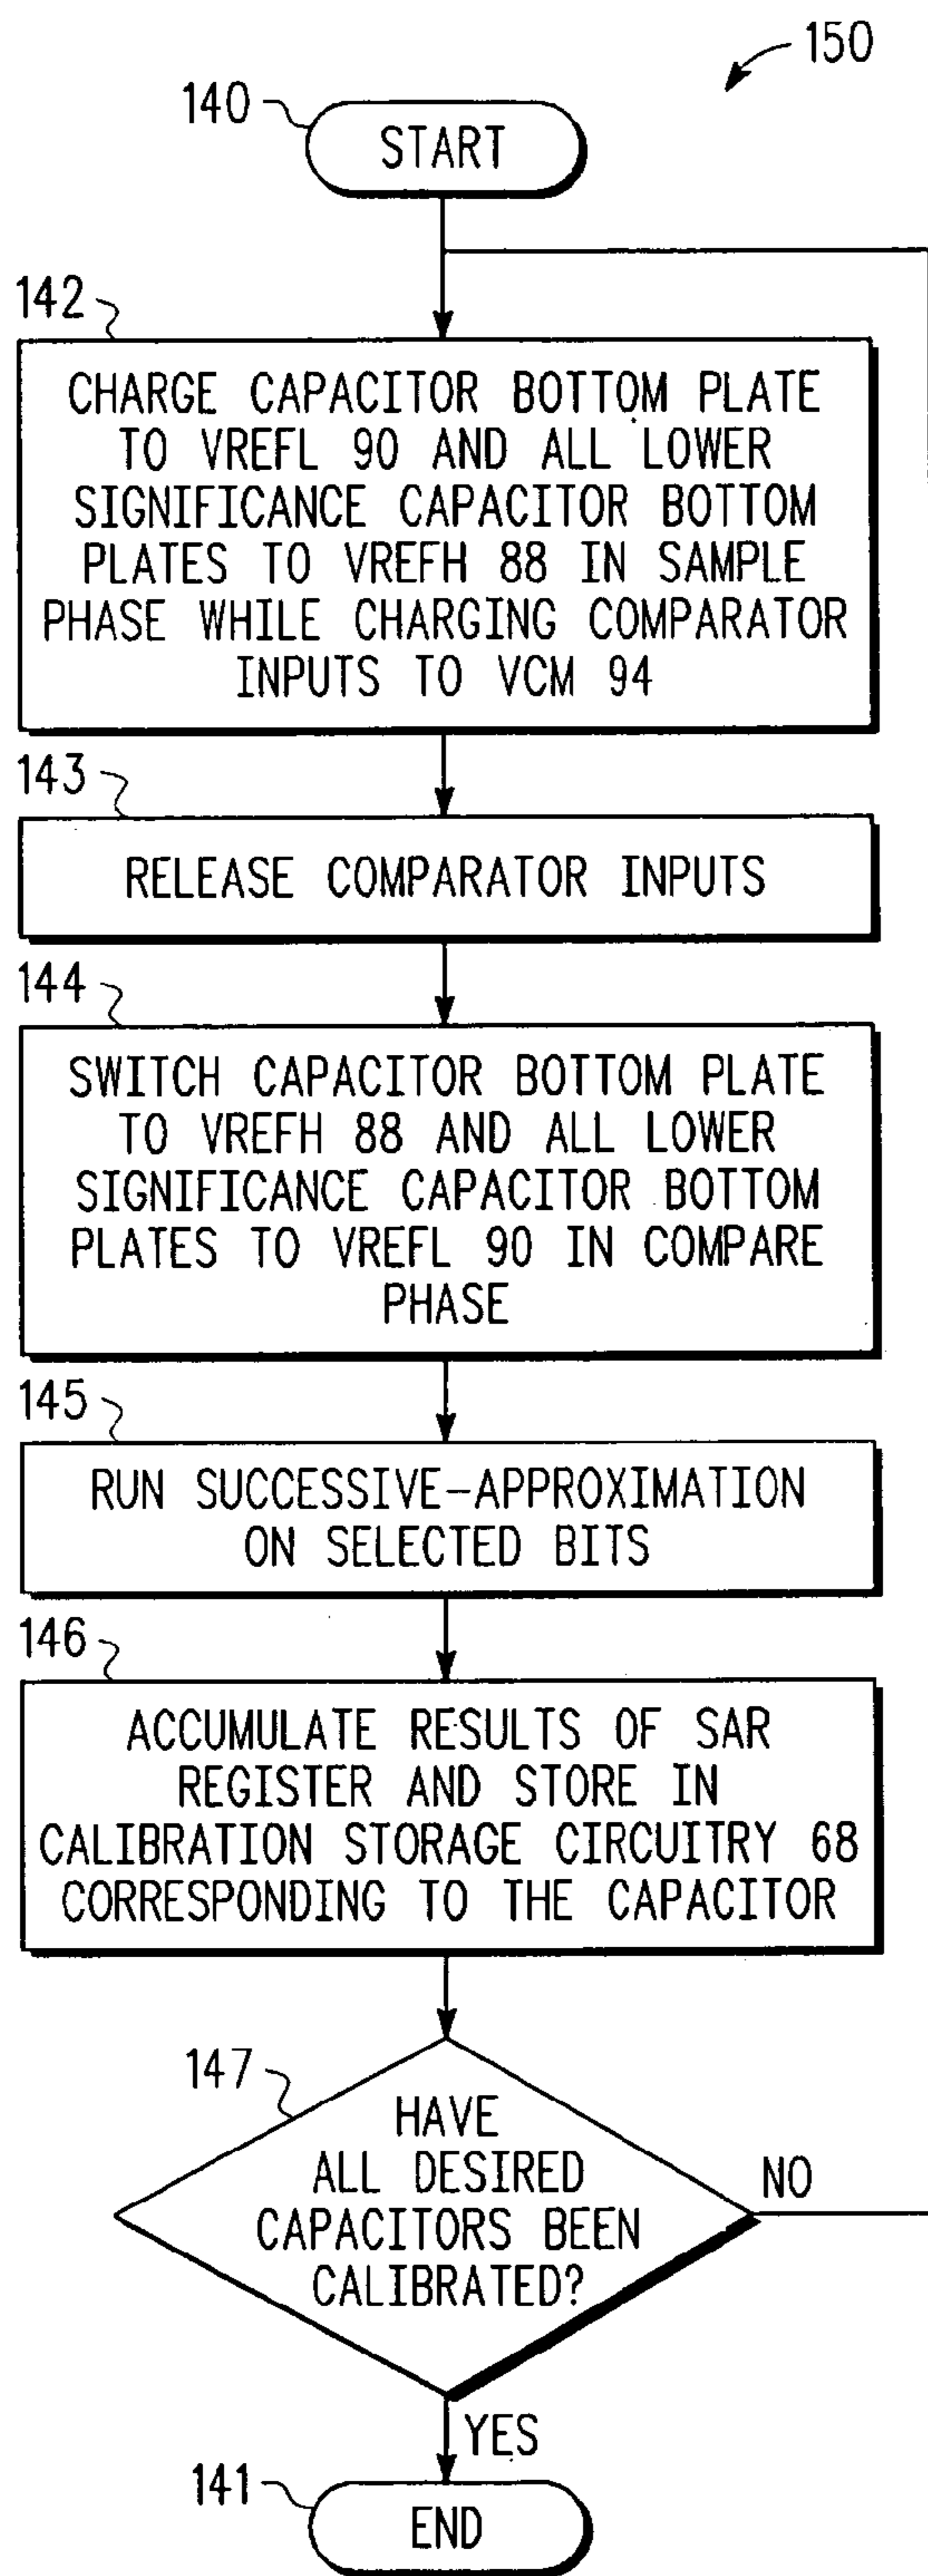 150
140
START
142
CHARGE CAPACITOR BOTTOM PLATE
TO VREFL 90 AND ALL LOWER
SIGNIFICANCE CAPACITOR BOTTOM
PLATES TO VREFH 88 IN SAMPLE
PHASE WHILE CHARGING COMPARATOR
INPUTS TO VCM 94
143
RELEASE COMPARATOR INPUTS
144
SWITCH CAPACITOR BOTTOM PLATE
TO VREFH 88 AND ALL LOWER
SIGNIFICANCE CAPACITOR BOTTOM
PLATES TO VREFL 90 IN COMPARE
PHASE
145
RUN SUCCESSIVE-APPROXIMATION
ON SELECTED BITS
146
ACCUMULATE RESULTS OF SAR
REGISTER AND STORE IN
CALIBRATION STORAGE CIRCUITRY 68
CORRESPONDING TO THE CAPACITOR
147
HAVE
ALL DESIRED
CAPACITORS BEEN
CALIBRATED?
NO
YES
141
END